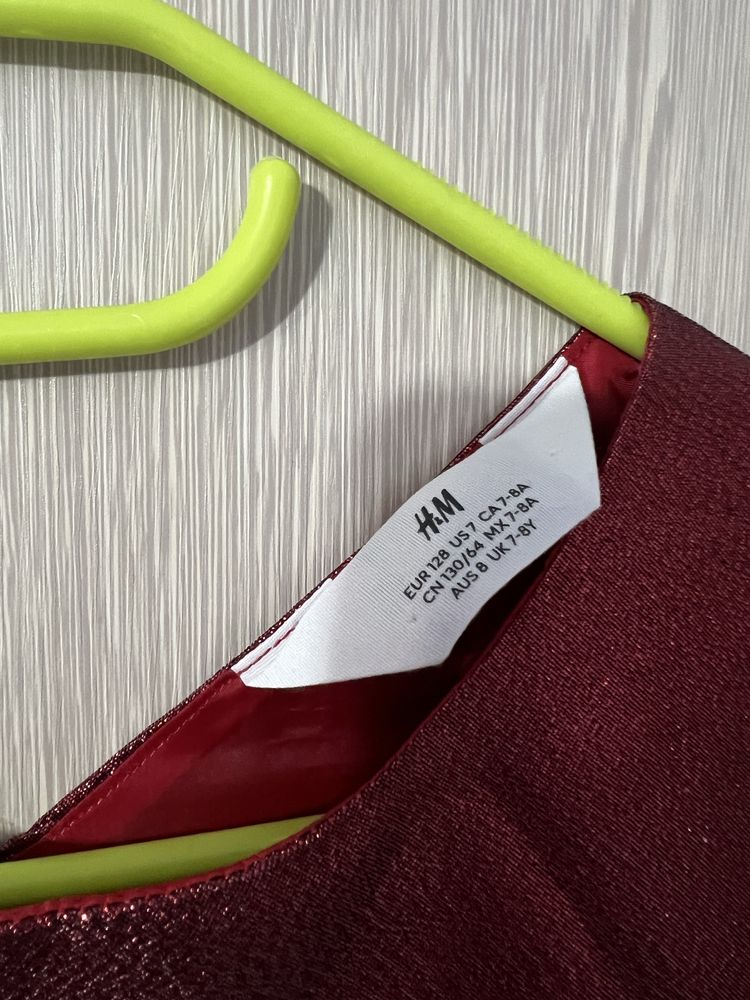 H&M
EUR 128 US 7 CA 7-8A
CN 130/64 MX 7-8A
AUS 8 UK 7-8Y